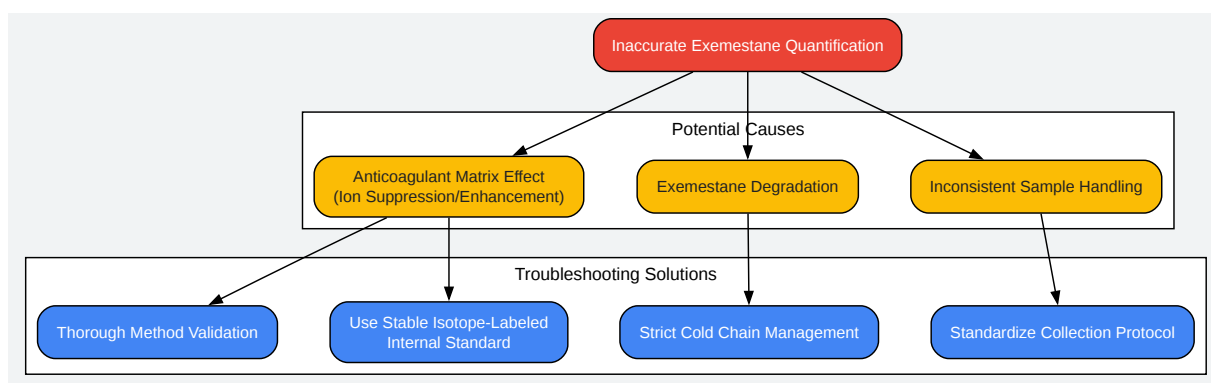 Inaccurate Exemestane Quantification
Potential Causes
Anticoagulant Matrix Effect
(Ion Suppression/Enhancement)
Exemestane Degradation
Inconsistent Sample Handling
Troubleshooting Solutions
Thorough Method Validation
Use Stable Isotope-Labeled
Internal Standard
Strict Cold Chain Management
Standardize Collection Protocol